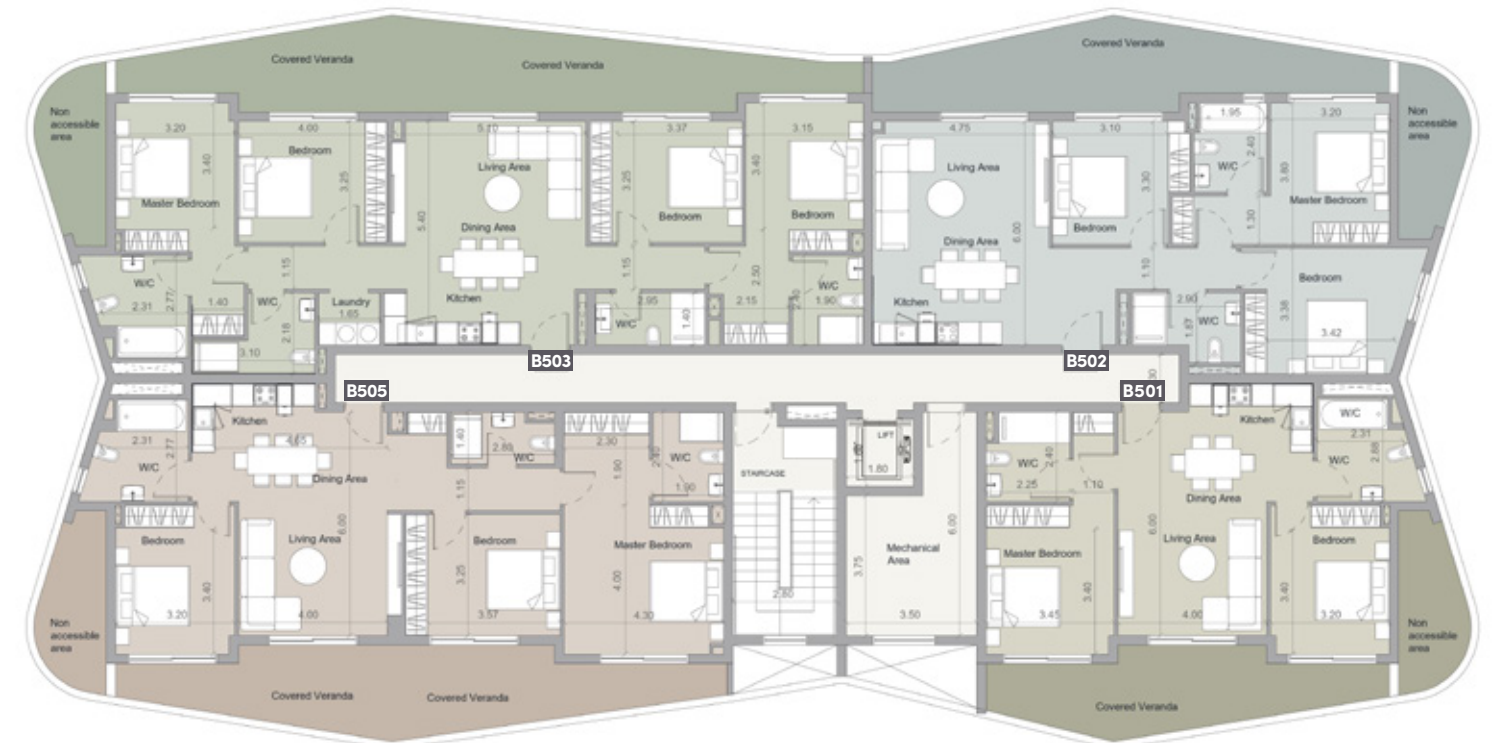 Covered Veranda
Covered Veranda
Covered Veranda
Non
accessible
area
3.20
4.00
5.10
3.37
3.15
4.75
3.10
1.95
3.20
Non
accessible
area
Bedroom
Living Area
Living Area
3.40
3.25
3.25
3.40
3.30
2.40
3.80
W/C
Master Bedroom
Bedroom
Bedroom
Master Bedroom
5.40
Dining Area
6.00
Dining Area
Bedroom
1.30
1.15
1.15
2.50
1.10
W/C
2.77
2.31
1.40
W/C
Laundry
1.65
Kitchen
2.95
W/C
1.40
2.15
W/C
1.90
Kitchen
2.90
1.87
W/C
Bedroom
3.38
3.42
2.18
3.10
B503
B502
B505
B501
Kitchen
4.65
2.31
2.77
W/C
Dining Area
1.40
2.80
W/C
2.30
1.90
W/C
1.90
1.15
STAIRCASE
LIFT
1.80
W/C
2.40
2.25
1.10
Kitchen
W/C
2.31
2.88
W/C
Dining Area
Bedroom
Living Area
6.00
Bedroom
Master Bedroom
Mechanical
Area
6.00
3.75
Master Bedroom
6.00
Living Area
Bedroom
3.40
3.20
4.00
3.25
3.57
4.00
4.30
2.60
3.50
3.45
3.40
4.00
3.40
3.20
Non
accessible
area
Non
accessible
area
Covered Veranda
Covered Veranda
Covered Veranda